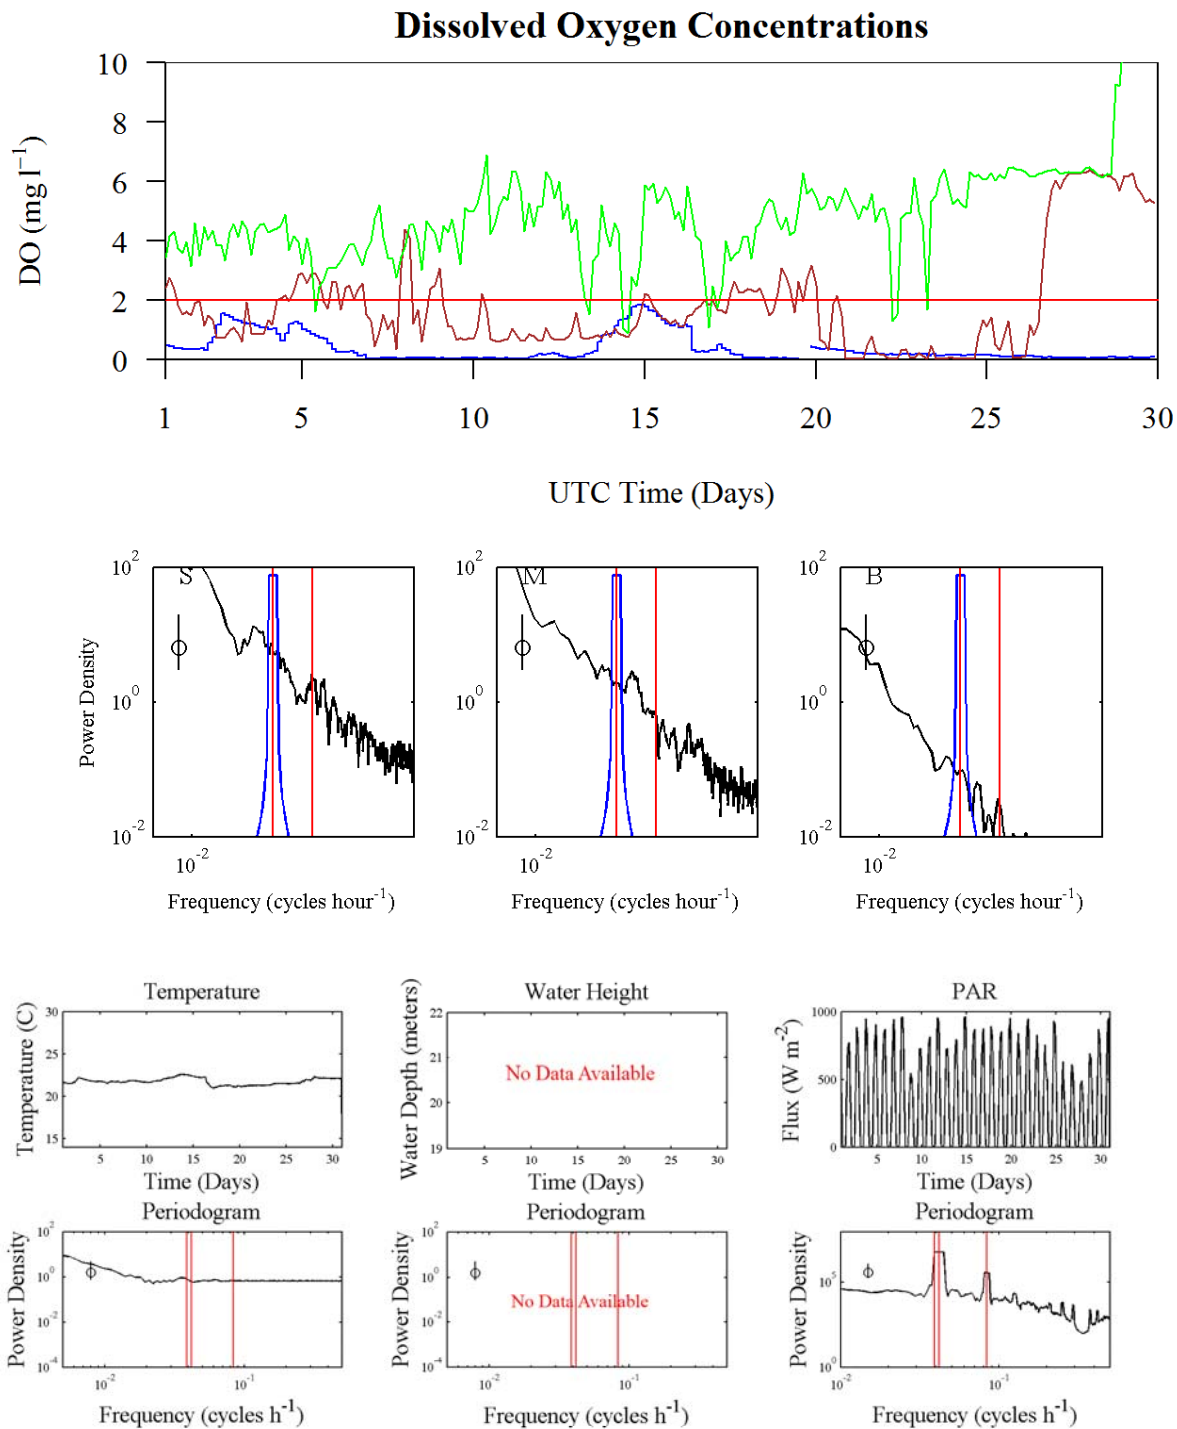 Dissolved Oxygen Concentrations
DO (mg l⁻¹)
10
8
6
4
2
0
1 5 10 15 20 25 30
UTC Time (Days)
Power Density
10² 10² 10²
S M B
10⁰ 10⁰ 10⁰
10⁻² 10⁻² 10⁻²
10⁻² 10⁻² 10⁻²
Frequency (cycles hour⁻¹) Frequency (cycles hour⁻¹) Frequency (cycles hour⁻¹)
Temperature
Temperature (C)
30
25
20
15
5 10 15 20 25 30
Time (Days)
Water Height
Water Depth (meters)
22
21
20
19
No Data Available
5 10 15 20 25 30
Time (Days)
PAR
Flux (W m⁻²)
1000
500
0
5 10 15 20 25 30
Time (Days)
Periodogram
Power Density
10²
10⁰
10⁻²
10⁻⁴
10⁻² 10⁻¹
Frequency (cycles h⁻¹)
Periodogram
Power Density
10²
10⁰
10⁻²
10⁻⁴
No Data Available
10⁻² 10⁻¹
Frequency (cycles h⁻¹)
Periodogram
Power Density
10⁵
10⁰
10⁻² 10⁻¹
Frequency (cycles h⁻¹)